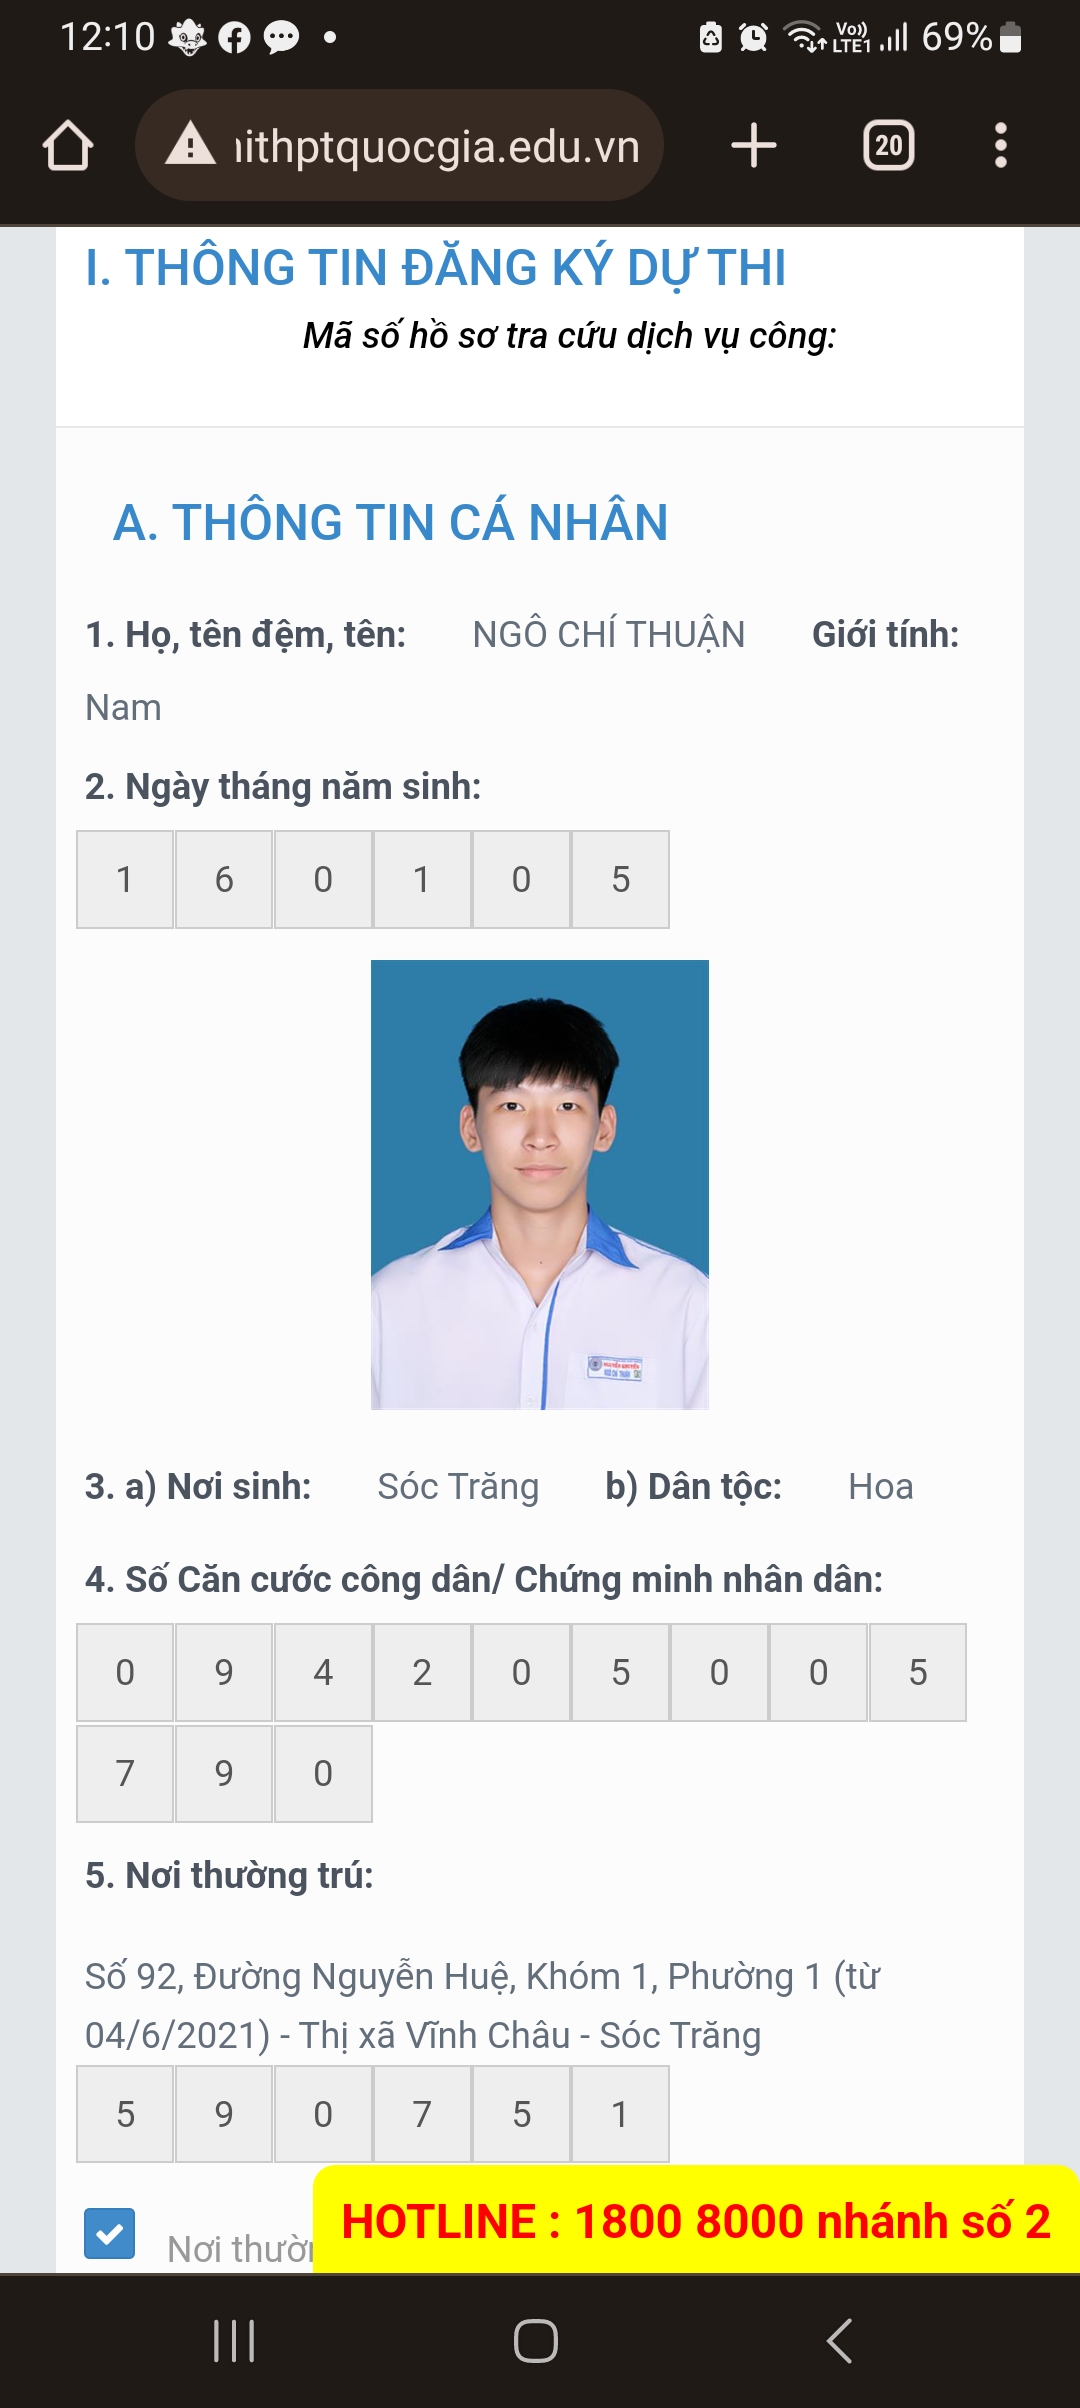 12:10
Vo)) LTE1 69%
ithptquocgia.edu.vn
20
I. THÔNG TIN ĐĂNG KÝ DỰ THI
Mã số hồ sơ tra cứu dịch vụ công:
A. THÔNG TIN CÁ NHÂN
1. Họ, tên đệm, tên: NGÔ CHÍ THUẬN Giới tính:
Nam
2. Ngày tháng năm sinh:
1 6 0 1 0 5
3. a) Nơi sinh: Sóc Trăng b) Dân tộc: Hoa
4. Số Căn cước công dân/ Chứng minh nhân dân:
0 9 4 2 0 5 0 0 5
7 9 0
5. Nơi thường trú:
Số 92, Đường Nguyễn Huệ, Khóm 1, Phường 1 (từ
04/6/2021) - Thị xã Vĩnh Châu - Sóc Trăng
5 9 0 7 5 1
Nơi
HOTLINE : 1800 8000 nhánh số 2